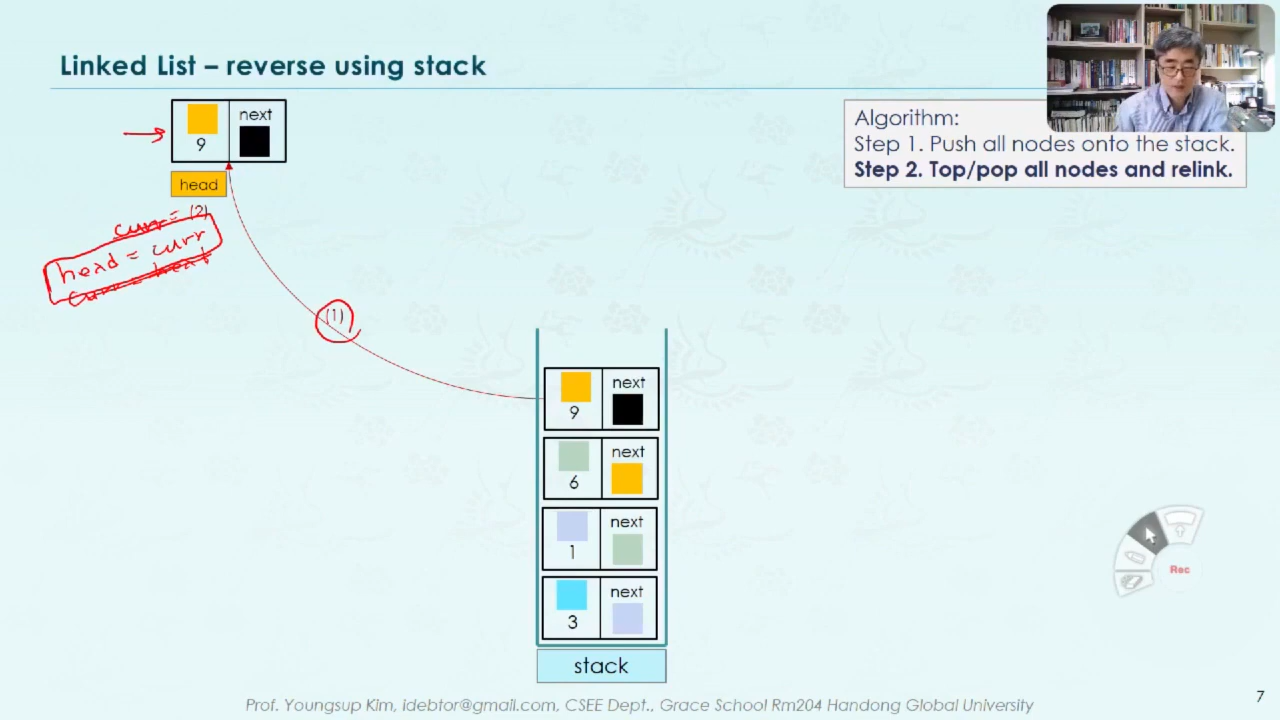 Linked List – reverse using stack
next
9
head
(2)
curr =
head = curr
curr = head
(1)
Algorithm:
Step 1. Push all nodes onto the stack.
Step 2. Top/pop all nodes and relink.
next
9
next
6
next
1
next
3
stack
Rec
Prof. Youngsup Kim, idebtor@gmail.com, CSEE Dept., Grace School Rm204 Handong Global University
7